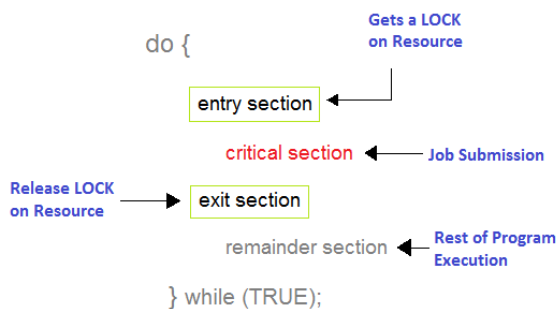 Gets a LOCK
on Resource
do {
entry section
critical section
Job Submission
Release LOCK
on Resource
exit section
remainder section
Rest of Program
Execution
} while (TRUE);